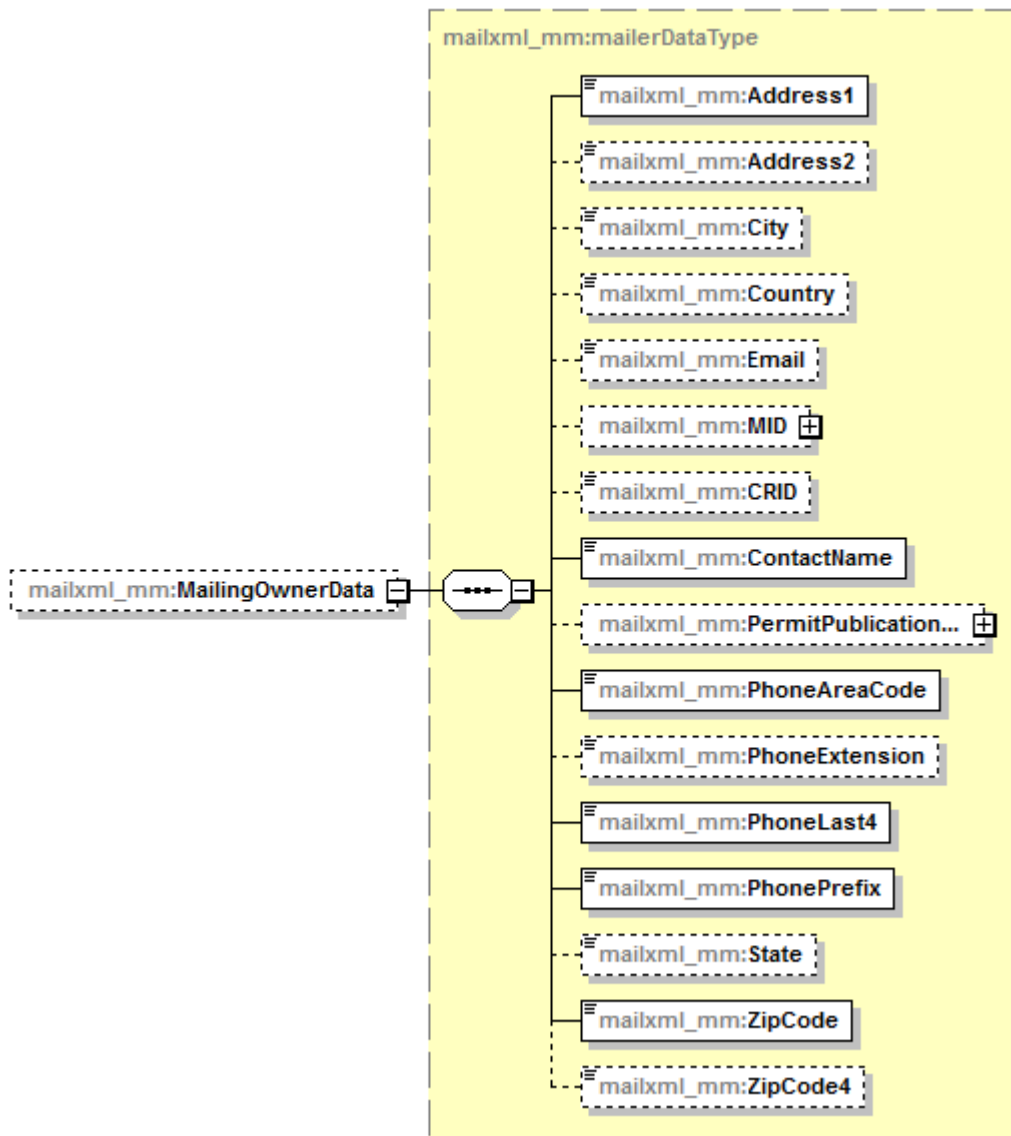 mailxml_mm:mailerDataType
mailxml_mm:Address1
mailxml_mm:Address2
mailxml_mm:City
mailxml_mm:Country
mailxml_mm:Email
mailxml_mm:MID
mailxml_mm:CRID
mailxml_mm:ContactName
mailxml_mm:MailingOwnerData
mailxml_mm:PermitPublication...
mailxml_mm:PhoneAreaCode
mailxml_mm:PhoneExtension
mailxml_mm:PhoneLast4
mailxml_mm:PhonePrefix
mailxml_mm:State
mailxml_mm:ZipCode
mailxml_mm:ZipCode4